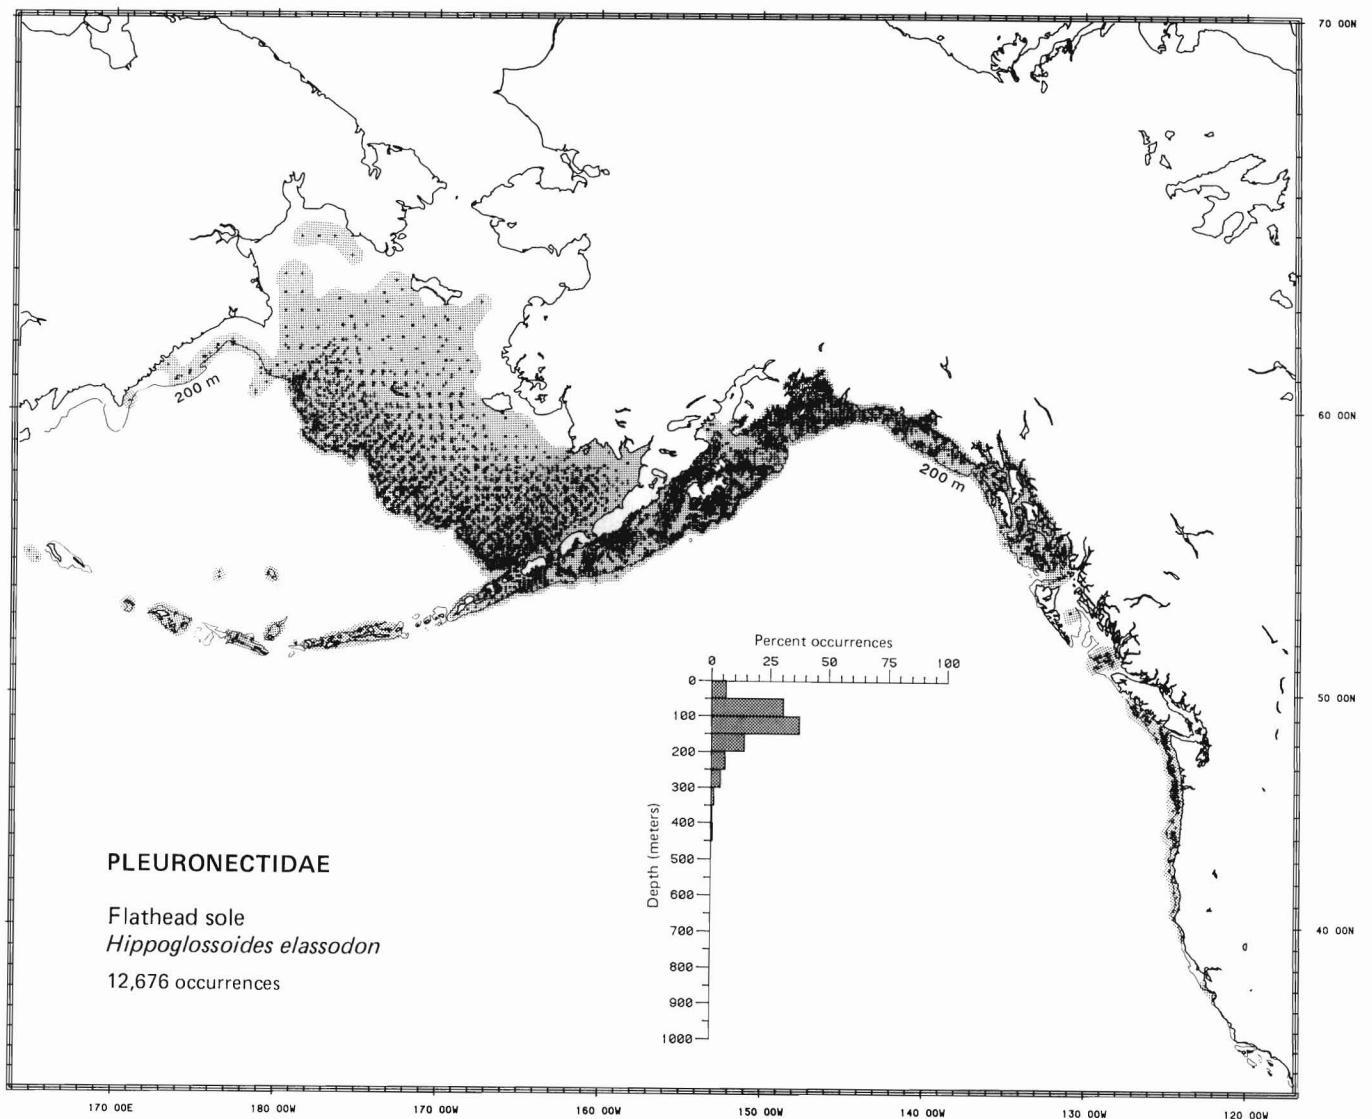 70 00N
200 m
60 00N
200 m
Percent occurrences
0 25 50 75 100
0
100
200
300
400
500
600
700
800
900
1000
Depth (meters)
50 00N
40 00N
PLEURONECTIDAE
Flathead sole
Hippoglossoides elassodon
12,676 occurrences
170 00E 180 00W 170 00W 160 00W 150 00W 140 00W 130 00W 120 00W